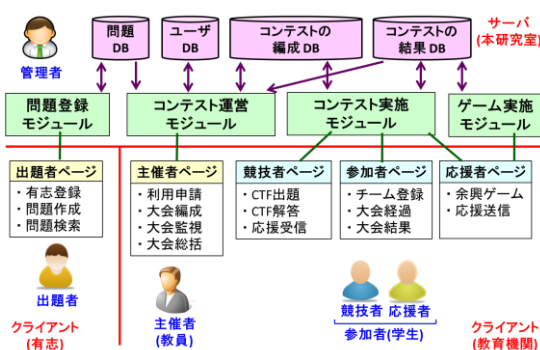 問題
DB
ユーザ
DB
コンテストの
編成 DB
コンテストの
結果 DB
サーバ
(本研究室)
管理者
問題登録
モジュール
コンテスト運営
モジュール
コンテスト実施
モジュール
ゲーム実施
モジュール
出題者ページ
・有志登録
・問題作成
・問題検索
主催者ページ
・利用申請
・大会編成
・大会監視
・大会総括
競技者ページ
・CTF出題
・CTF解答
・応援受信
参加者ページ
・チーム登録
・大会経過
・大会結果
応援者ページ
・余興ゲーム
・応援送信
出題者
クライアント
(有志)
主催者
(教員)
競技者 応援者
参加者(学生)
クライアント
(教育機関)